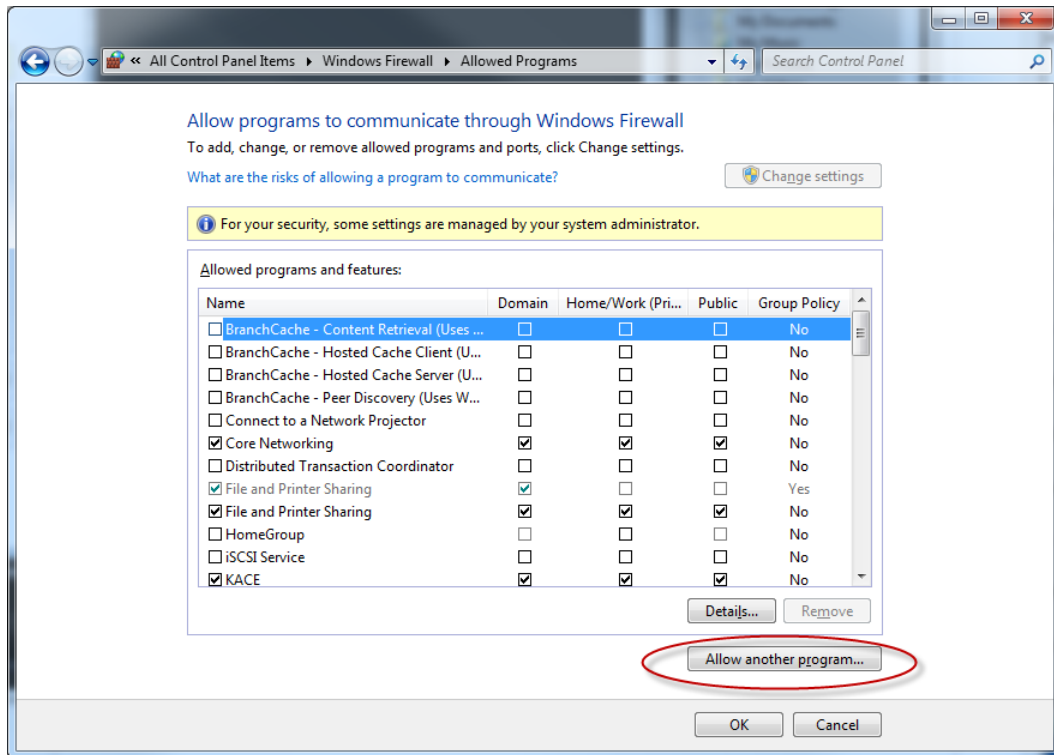 My Documents
My Music
« All Control Panel Items ▸ Windows Firewall ▸ Allowed Programs
Search Control Panel
Allow programs to communicate through Windows Firewall
To add, change, or remove allowed programs and ports, click Change settings.
What are the risks of allowing a program to communicate?
Change settings
For your security, some settings are managed by your system administrator.
Allowed programs and features:
Name Domain Home/Work (Pri... Public Group Policy
BranchCache - Content Retrieval (Uses ... No
BranchCache - Hosted Cache Client (U... No
BranchCache - Hosted Cache Server (U... No
BranchCache - Peer Discovery (Uses W... No
Connect to a Network Projector No
Core Networking No
Distributed Transaction Coordinator No
File and Printer Sharing Yes
File and Printer Sharing No
HomeGroup No
iSCSI Service No
KACE No
Details... Remove
Allow another program...
OK Cancel